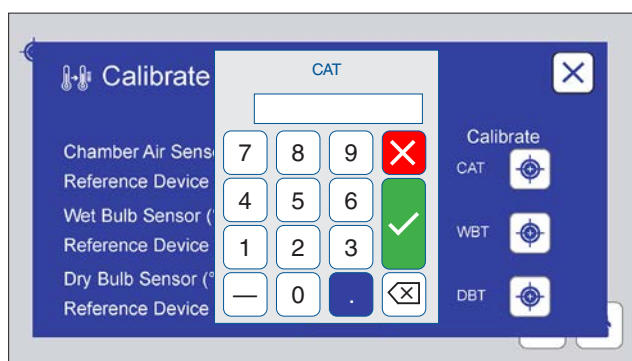 Calibrate
CAT
Chamber Air Sens
Reference Device
Wet Bulb Sensor (°
Reference Device
Dry Bulb Sensor (°
Reference Device
7 8 9
4 5 6
1 2 3
— 0 .
Calibrate
CAT
WBT
DBT